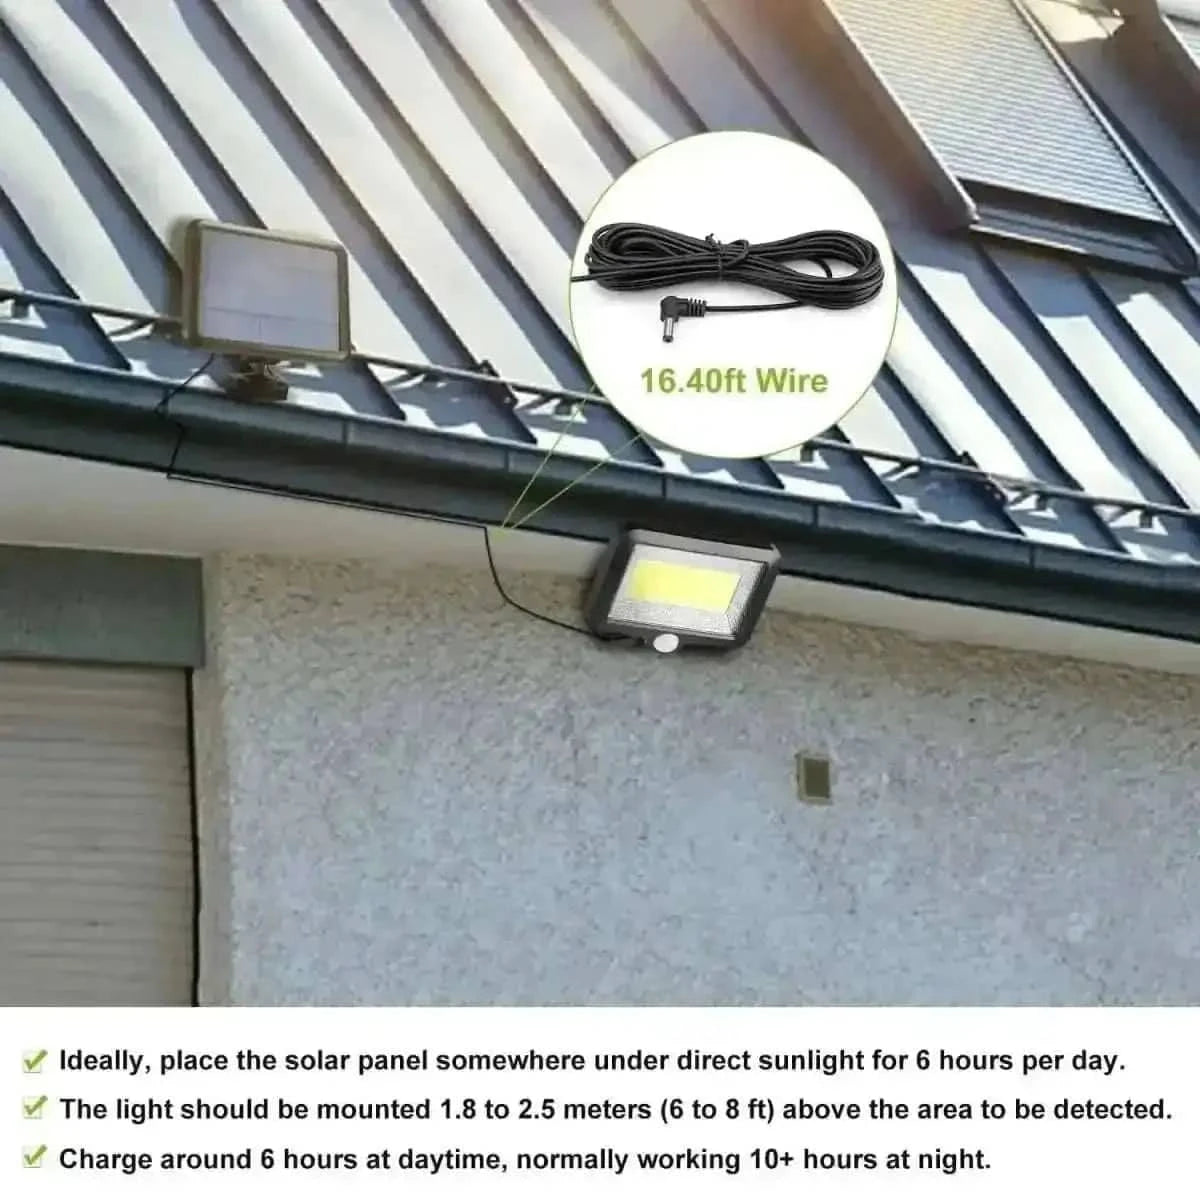 16.40ft Wire
Ideally, place the solar panel somewhere under direct sunlight for 6 hours per day.
The light should be mounted 1.8 to 2.5 meters (6 to 8 ft) above the area to be detected.
Charge around 6 hours at daytime, normally working 10+ hours at night.